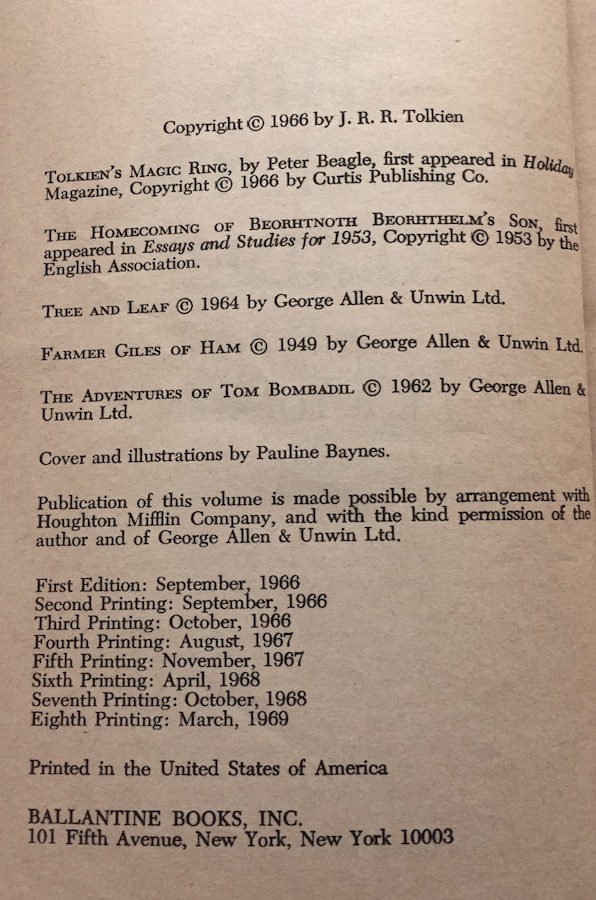 Copyright © 1966 by J. R. R. Tolkien
TOLKIEN'S MAGIC RING, by Peter Beagle, first appeared in Holiday
Magazine, Copyright © 1966 by Curtis Publishing Co.
THE HOMECOMING OF BEORHTNOTH BEORHTHELM'S SON, first
appeared in Essays and Studies for 1953, Copyright © 1953 by the
English Association.
TREE AND LEAF © 1964 by George Allen & Unwin Ltd.
FARMER GILES OF HAM © 1949 by George Allen & Unwin Ltd.
THE ADVENTURES OF TOM BOMBADIL © 1962 by George Allen &
Unwin Ltd.
Cover and illustrations by Pauline Baynes.
Publication of this volume is made possible by arrangement with
Houghton Mifflin Company, and with the kind permission of the
author and of George Allen & Unwin Ltd.
First Edition: September, 1966
Second Printing: September, 1966
Third Printing: October, 1966
Fourth Printing: August, 1967
Fifth Printing: November, 1967
Sixth Printing: April, 1968
Seventh Printing: October, 1968
Eighth Printing: March, 1969
Printed in the United States of America
BALLANTINE BOOKS, INC.
101 Fifth Avenue, New York, New York 10003